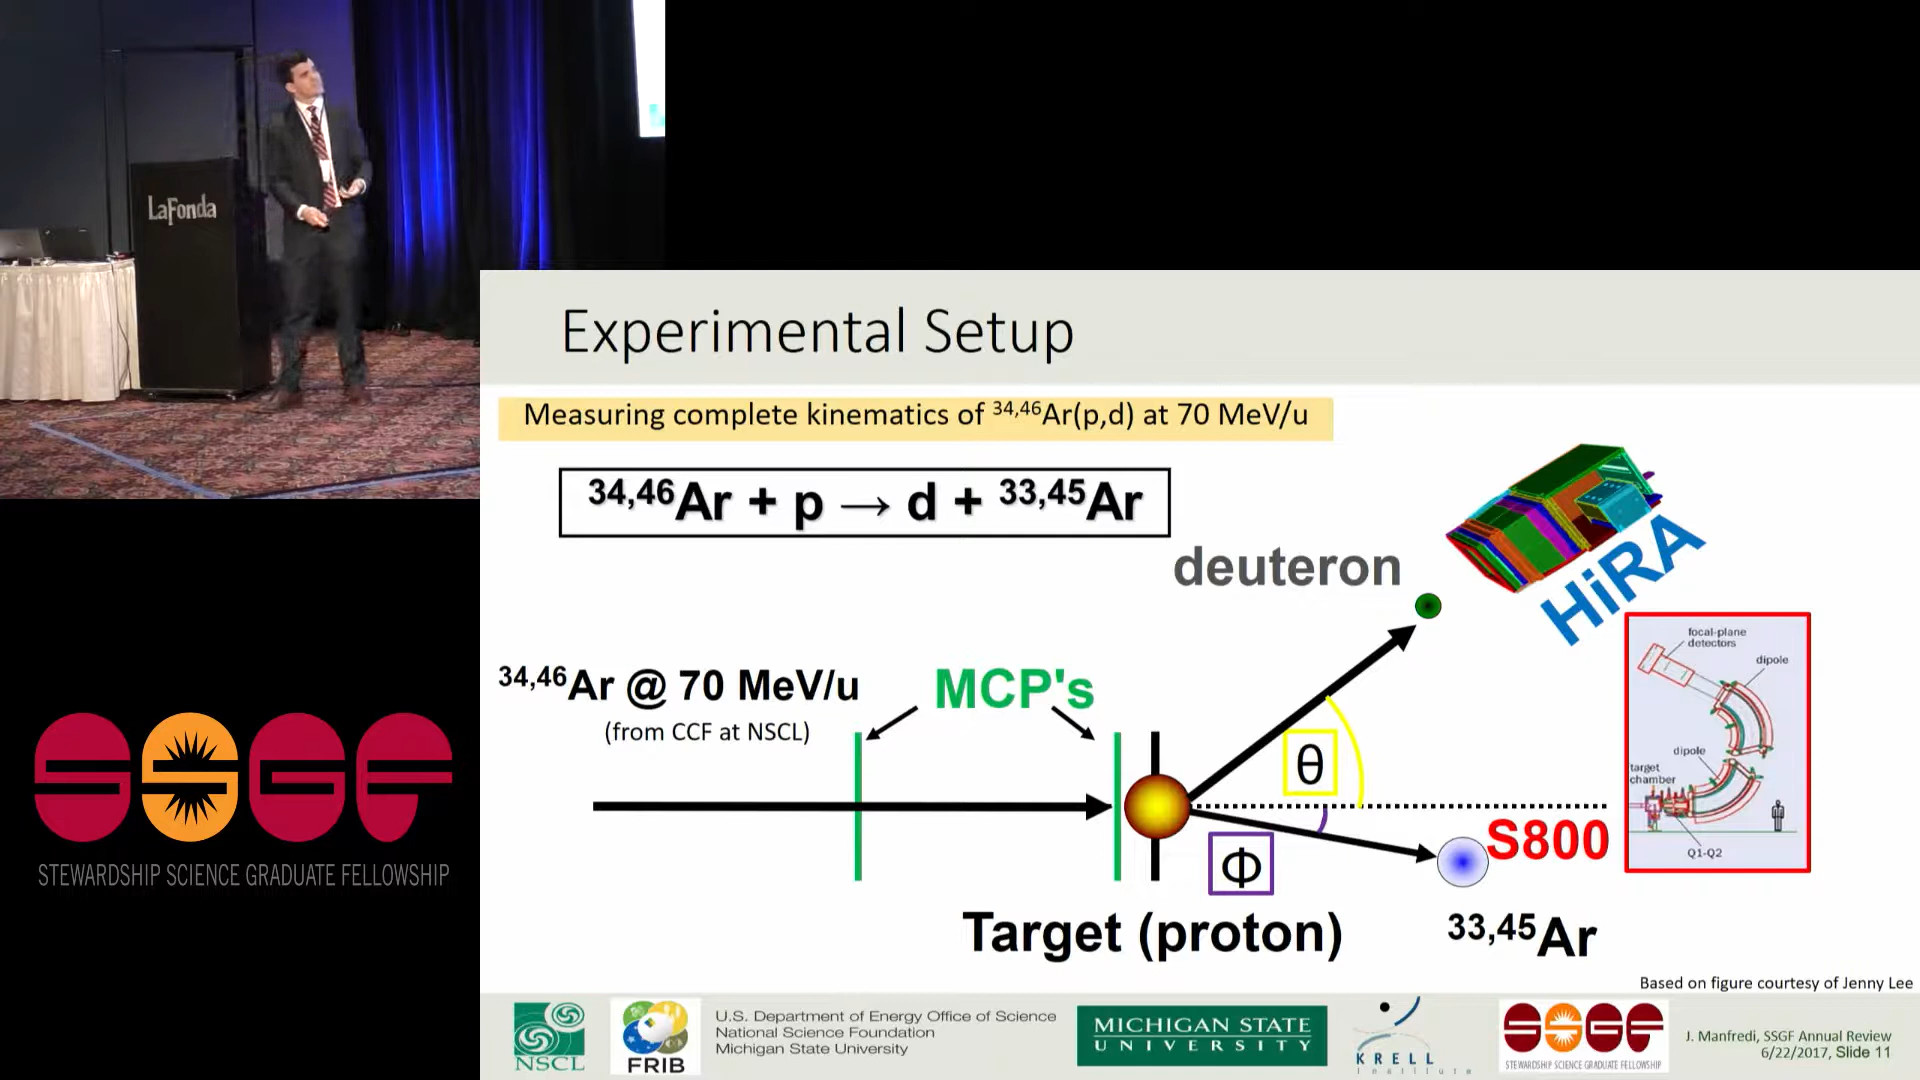 LaFonda
Experimental Setup
Measuring complete kinematics of ³⁴,⁴⁶Ar(p,d) at 70 MeV/u
³⁴,⁴⁶Ar + p → d + ³³,⁴⁵Ar
deuteron
HiRA
focal-plane
detectors
dipole
dipole
target
chamber
Q1-Q2
³⁴,⁴⁶Ar @ 70 MeV/u
(from CCF at NSCL)
MCP's
θ
Φ
S800
Target (proton)
³³,⁴⁵Ar
Based on figure courtesy of Jenny Lee
SSGF
STEWARDSHIP SCIENCE GRADUATE FELLOWSHIP
NSCL
FRIB
U.S. Department of Energy Office of Science
National Science Foundation
Michigan State University
MICHIGAN STATE
UNIVERSITY
KRELL
Institute
SSGF
STEWARDSHIP SCIENCE GRADUATE FELLOWSHIP
J. Manfredi, SSGF Annual Review
6/22/2017, Slide 11